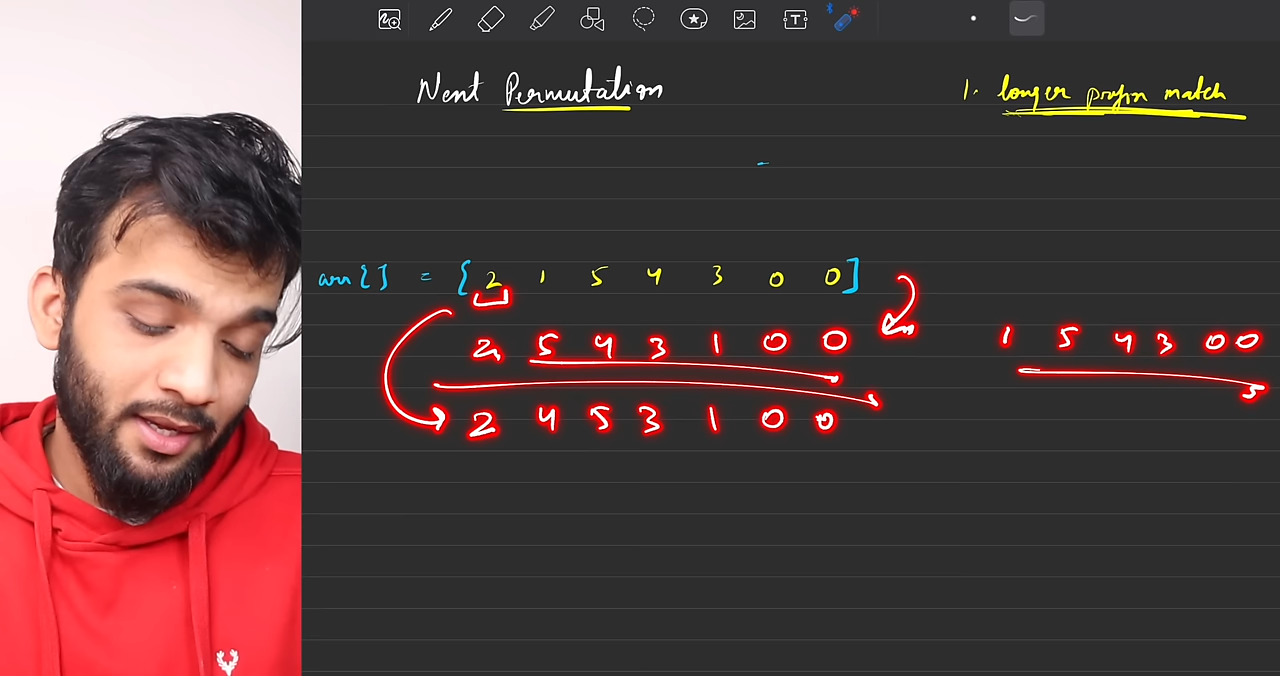 Next Permutation
1. longer prefix match
arr[] = [2 1 5 4 3 0 0]
2 5 4 3 1 0 0
1 5 4 3 0 0
2 4 5 3 1 0 0